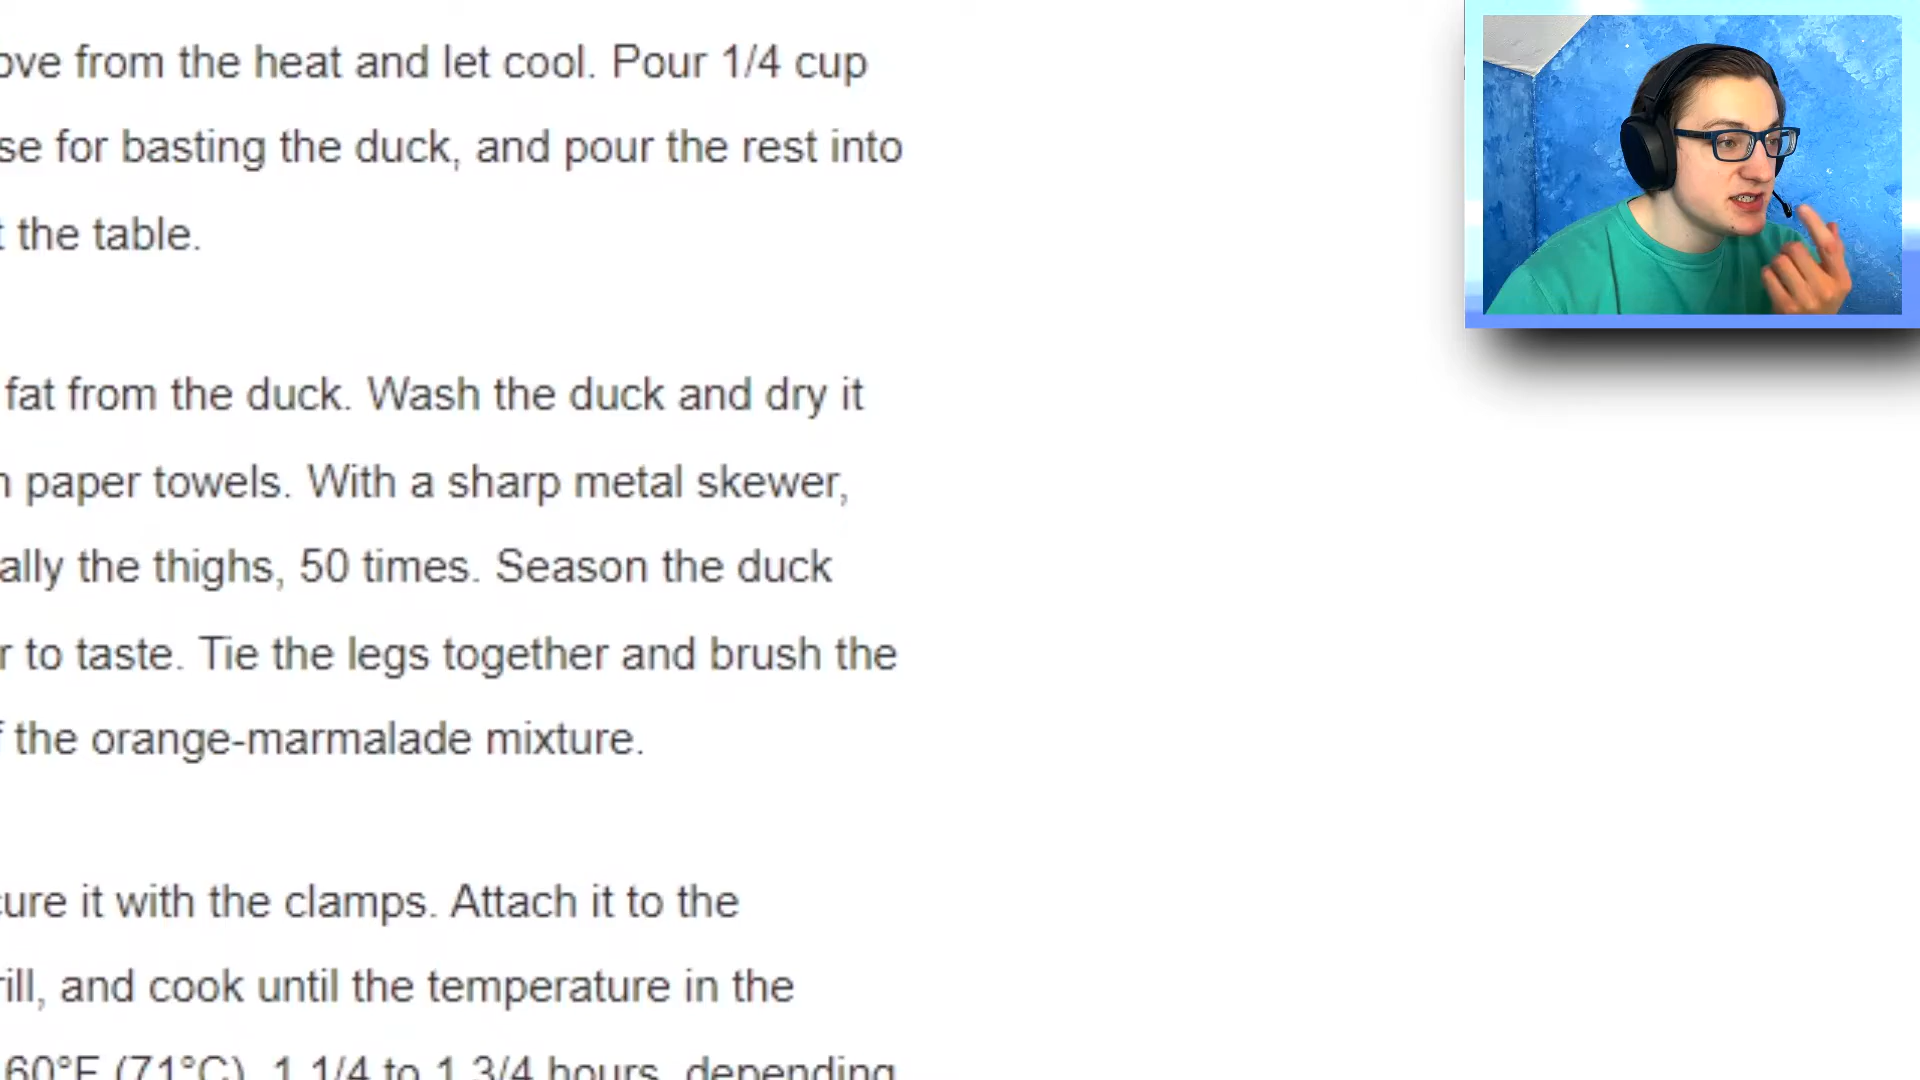 ove from the heat and let cool. Pour 1/4 cup
se for basting the duck, and pour the rest into
t the table.
fat from the duck. Wash the duck and dry it
n paper towels. With a sharp metal skewer,
ally the thighs, 50 times. Season the duck
r to taste. Tie the legs together and brush the
f the orange-marmalade mixture.
cure it with the clamps. Attach it to the
rill, and cook until the temperature in the
60°F (71°C), 1 1/4 to 1 3/4 hours, depending